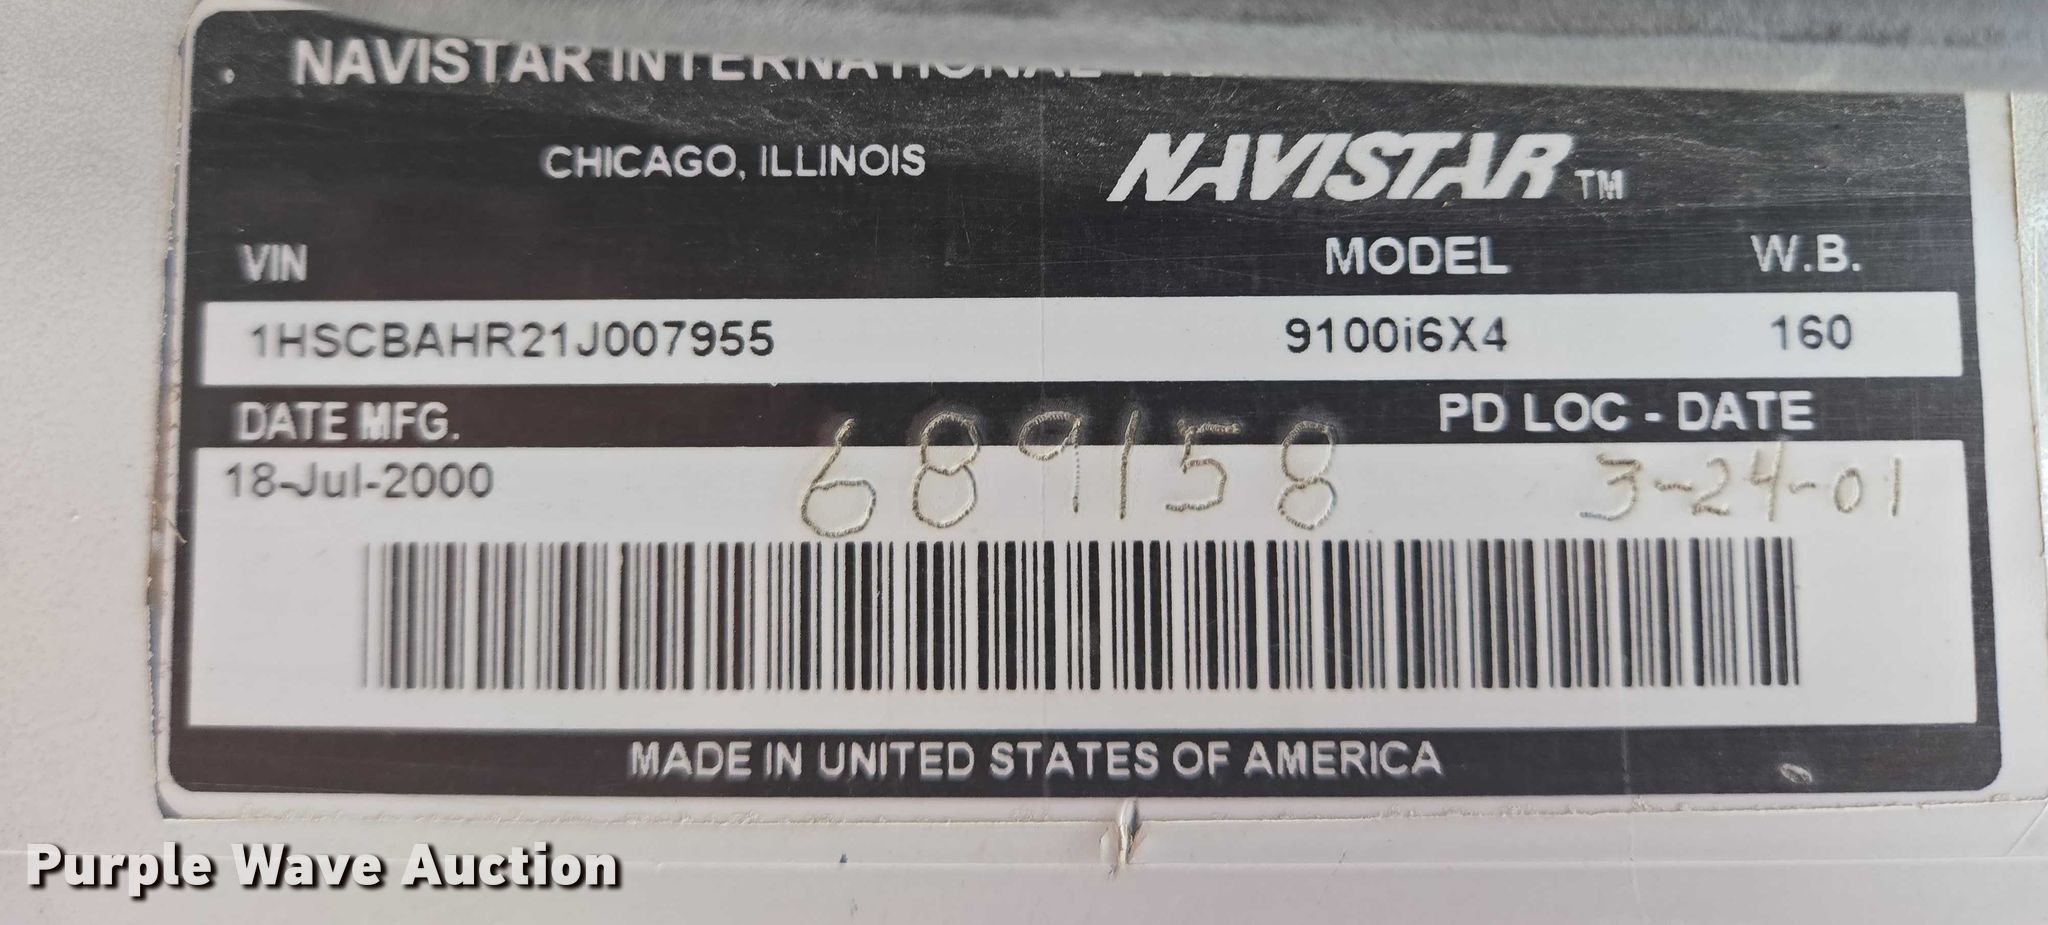 NAVISTAR INTERNATIONAL
CHICAGO, ILLINOIS
NAVISTAR TM
VIN MODEL W.B.
1HSCBAHR21J007955 9100i6X4 160
DATE MFG. PD LOC - DATE
18-Jul-2000 689158 3-24-01
MADE IN UNITED STATES OF AMERICA
Purple Wave Auction